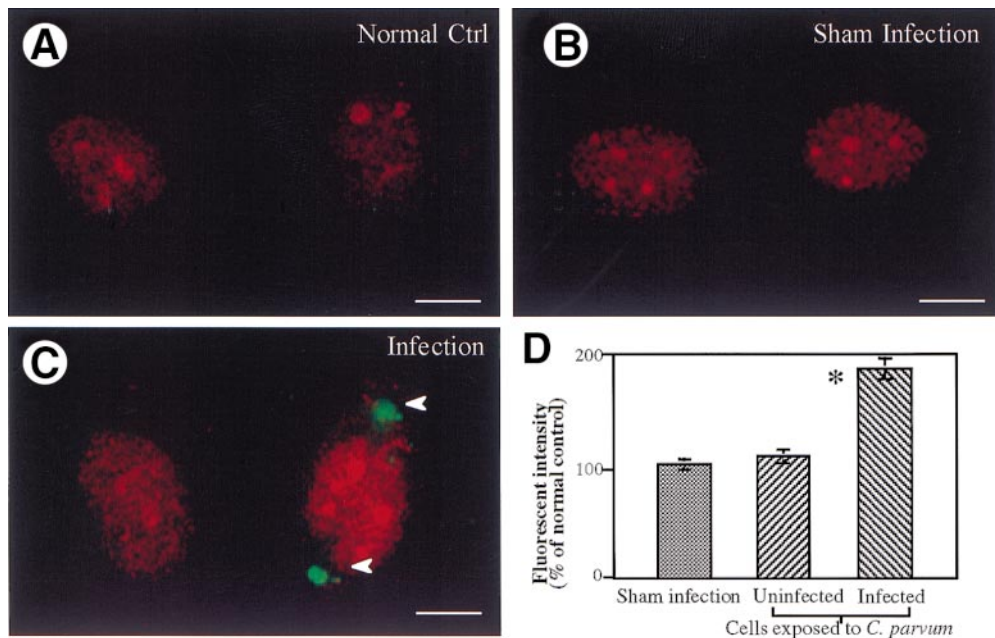 A
Normal Ctrl
B
Sham Infection
C
Infection
D
Fluorescent intensity
(% of normal control)
200
100
0
*
Sham infection
Uninfected
Infected
Cells exposed to C. parvum